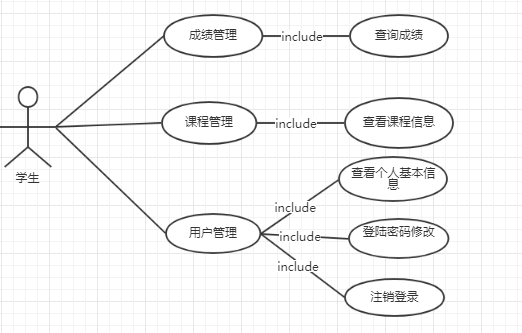 成绩管理
include
查询成绩
课程管理
include
查看课程信息
学生
查看个人基本信
息
include
用户管理
include
登陆密码修改
include
注销登录